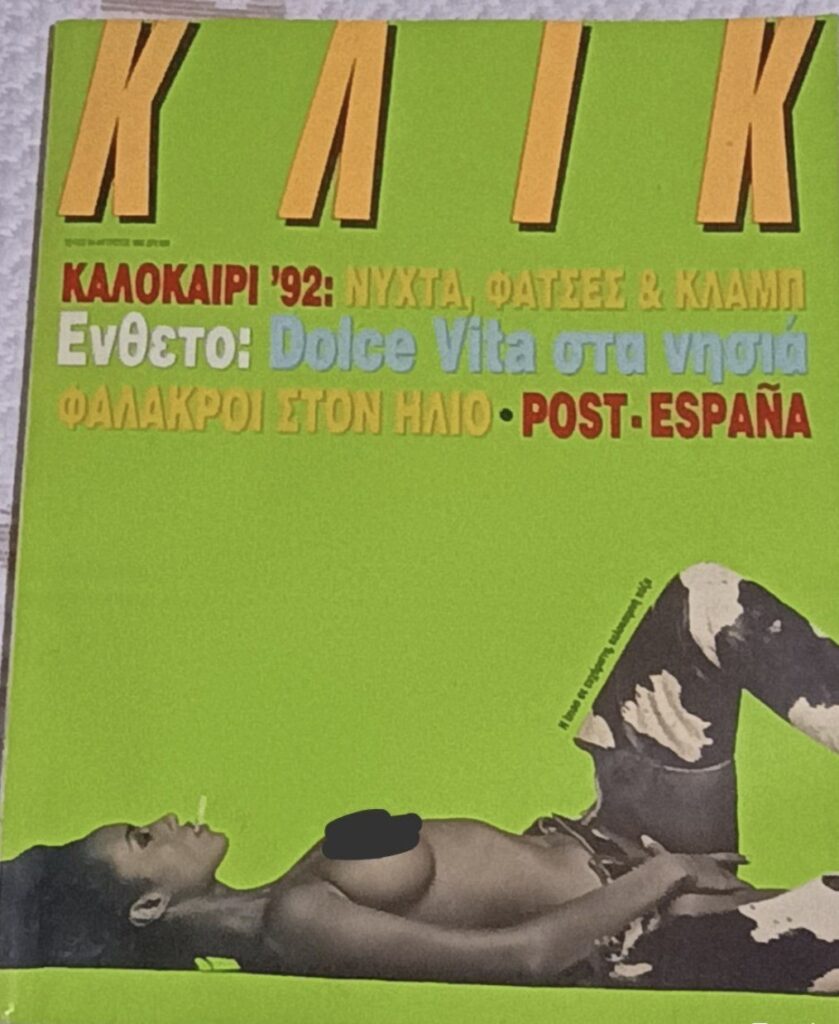 ΚΛΙΚ
ΚΑΛΟΚΑΙΡΙ '92: ΝΥΧΤΑ, ΦΑΤΣΕΣ & ΚΛΑΜΠ
Ενθετο: Dolce Vita στα νησιά
ΦΑΛΑΚΡΟΙ ΣΤΟΝ ΗΛΙΟ • POST - ESPAÑA